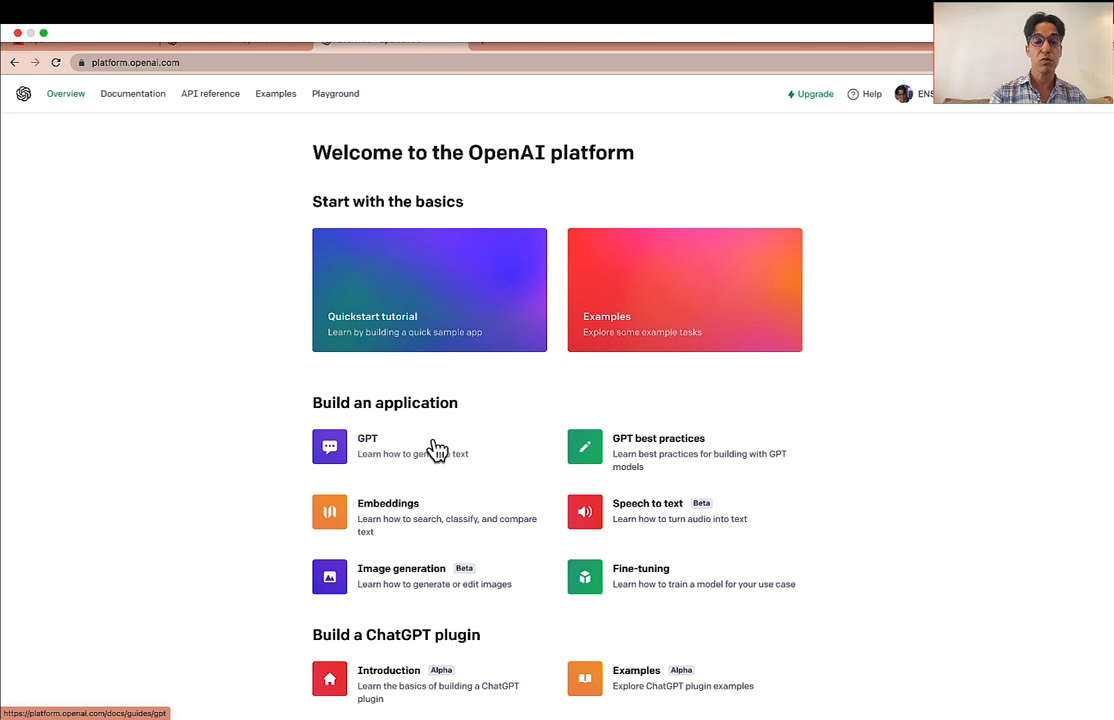 platform.openai.com
Overview Documentation API reference Examples Playground Upgrade Help ENS
Welcome to the OpenAI platform
Start with the basics
Quickstart tutorial
Learn by building a quick sample app
Examples
Explore some example tasks
Build an application
GPT
Learn how to text
GPT best practices
Learn best practices for building with GPT
models
Embeddings
Learn how to search, classify, and compare
text
Speech to text Beta
Learn how to turn audio into text
Image generation Beta
Learn how to generate or edit images
Fine-tuning
Learn how to train a model for your use case
Build a ChatGPT plugin
Introduction Alpha
Learn the basics of building a ChatGPT
plugin
Examples Alpha
Explore ChatGPT plugin examples
https://platform.openai.com/docs/guides/gpt